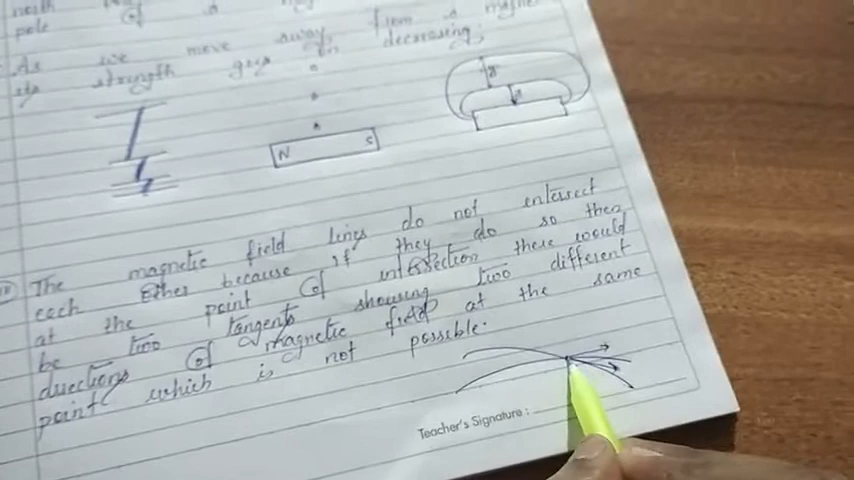 north
pole of a
As we move away from a magnet
its strength goes on decreasing.
N S
The magnetic field lines do not intersect
each other because if they do so then
at the point of intersection there would
be two tangents showing two different
directions of magnetic field at the same
point which is not possible.
Teacher's Signature :